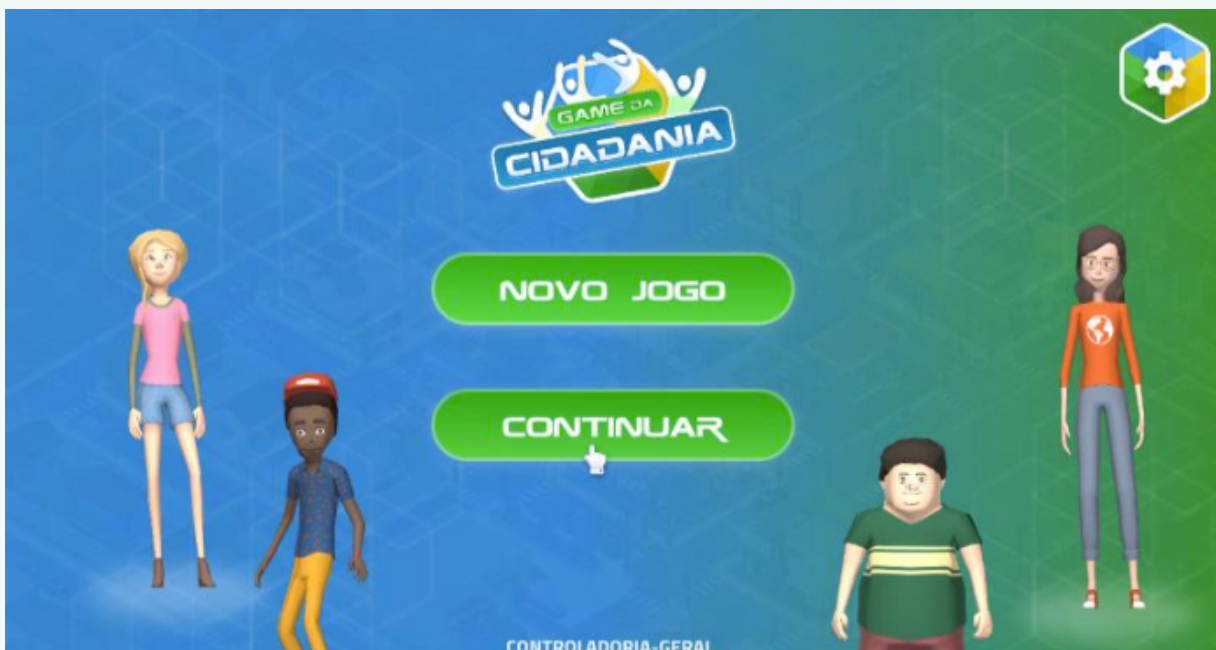 GAME DA
CIDADANIA
NOVO JOGO
CONTINUAR
CONTROLADORIA-GERAL